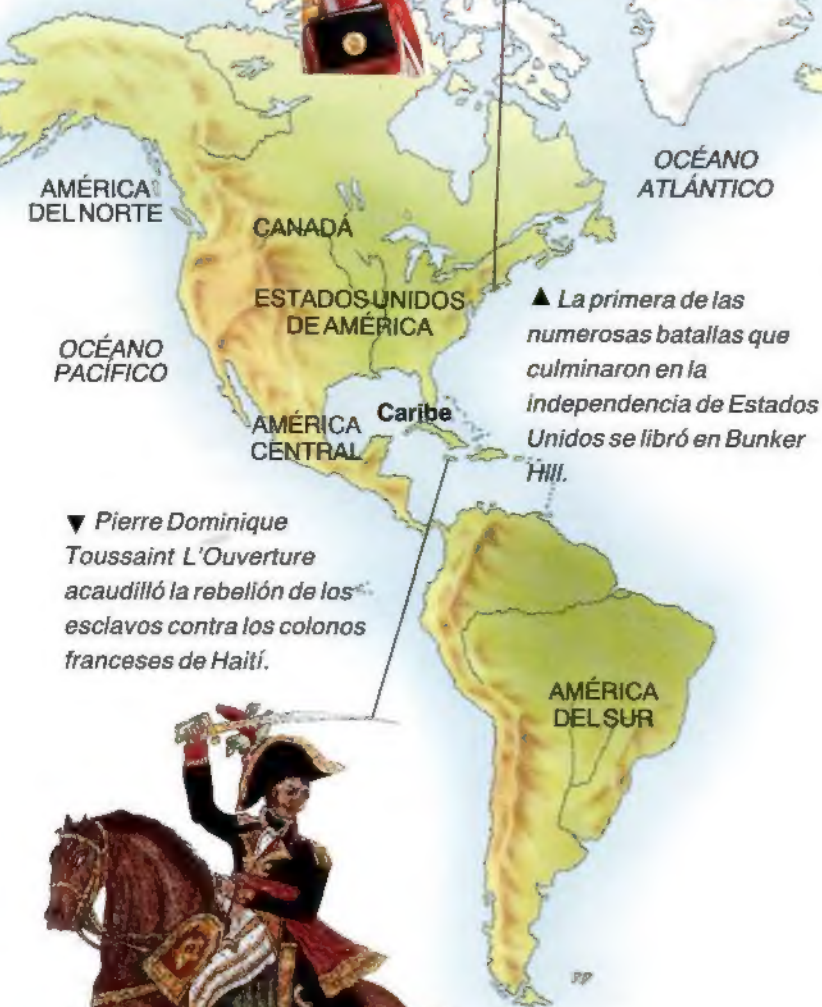 OCÉANO
ATLÁNTICO
AMÉRICA
DEL NORTE
CANADÁ
ESTADOS UNIDOS
DE AMÉRICA
OCÉANO
PACÍFICO
▲ La primera de las
numerosas batallas que
culminaron en la
independencia de Estados
Unidos se libró en Bunker
Hill.
AMÉRICA
CENTRAL
Caribe
▼ Pierre Dominique
Toussaint L'Ouverture
acaudilló la rebelión de los
esclavos contra los colonos
franceses de Haití.
AMÉRICA
DEL SUR